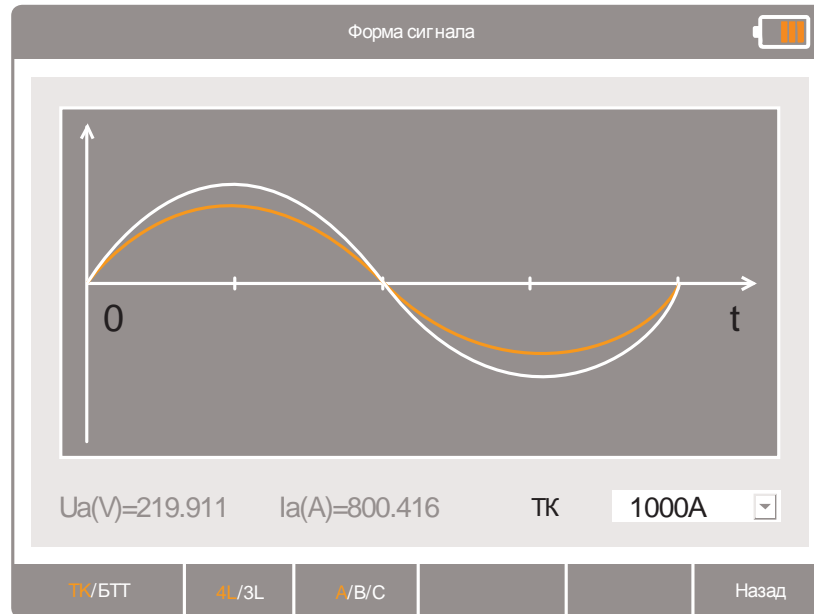 Форма сигнала
0
t
Ua(V)=219.911 Ia(A)=800.416 ТК 1000A
ТК/БТТ 4L/3L A/B/C Назад